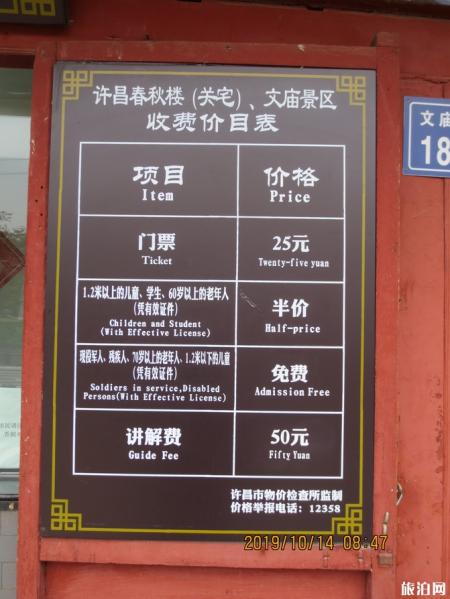 许昌春秋楼（关宅）、文庙景区
收费价目表
项目
Item
价格
Price
门票
Ticket
25元
Twenty-five yuan
1.2米以上的儿童、学生、60岁以上的老年人
（凭有效证件）
Children and Student
(With Effective License)
半价
Half-price
现役军人、残疾人、70岁以上的老年人、1.2米以下的儿童
（凭有效证件）
Soldiers in service,Disabled
Persons(With Effective License)
免费
Admission Free
讲解费
Guide Fee
50元
Fifty Yuan
许昌市物价检查所监制
价格举报电话：12358
文庙
18
2019/10/14 08:47
旅泊网